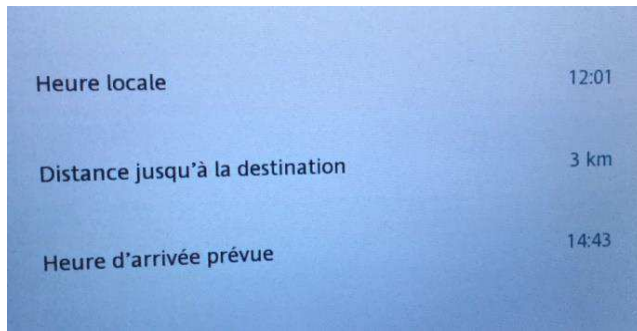 Heure locale 12:01
Distance jusqu'à la destination 3 km
Heure d'arrivée prévue 14:43